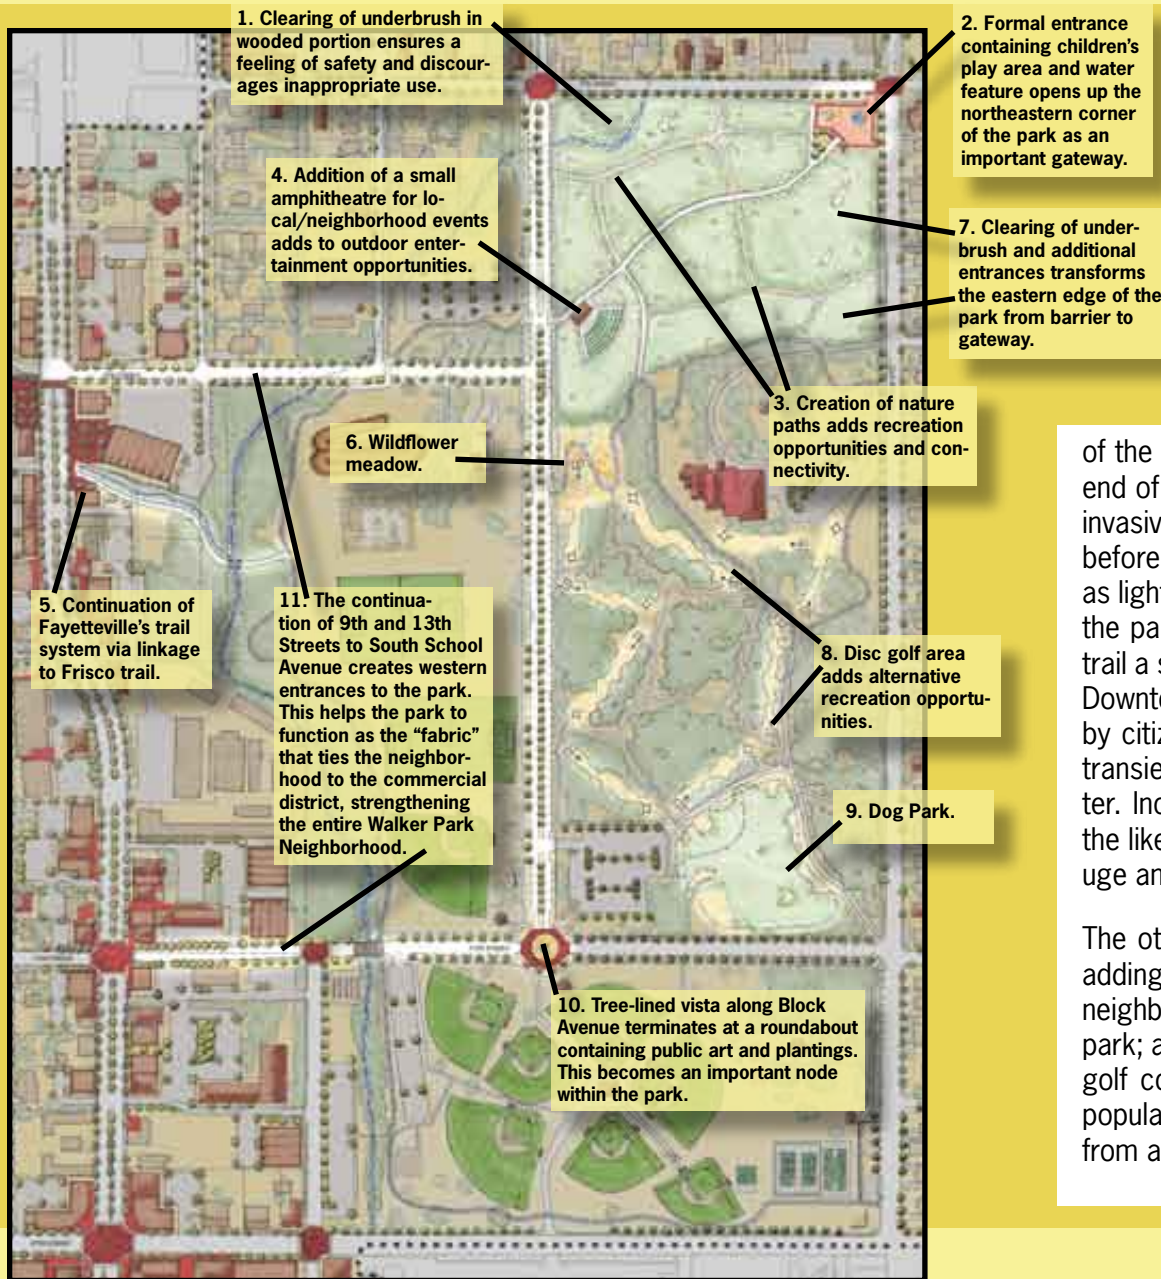 1. Clearing of underbrush in
wooded portion ensures a
feeling of safety and discour-
ages inappropriate use.
2. Formal entrance
containing children's
play area and water
feature opens up the
northeastern corner
of the park as an
important gateway.
4. Addition of a small
amphitheatre for lo-
cal/neighborhood events
adds to outdoor enter-
tainment opportunities.
7. Clearing of under-
brush and additional
entrances transforms
the eastern edge of the
park from barrier to
gateway.
3. Creation of nature
paths adds recreation
opportunities and con-
nectivity.
6. Wildflower
meadow.
5. Continuation of
Fayetteville's trail
system via linkage
to Frisco trail.
11. The continua-
tion of 9th and 13th
Streets to South School
Avenue creates western
entrances to the park.
This helps the park to
function as the “fabric”
that ties the neighbor-
hood to the commercial
district, strengthening
the entire Walker Park
Neighborhood.
8. Disc golf area
adds alternative
recreation opportu-
nities.
9. Dog Park.
10. Tree-lined vista along Block
Avenue terminates at a roundabout
containing public art and plantings.
This becomes an important node
within the park.
of the
end of
invasiv
before
as light
the pa
trail a s
Downto
by citiz
transie
ter. Inc
the like
uge an
The ot
adding
neighb
park; a
golf co
popula
from a